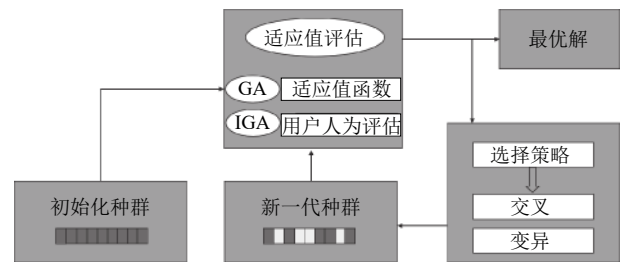 适应值评估
最优解
GA 适应值函数
IGA 用户人为评估
选择策略
初始化种群
新一代种群
交叉
变异